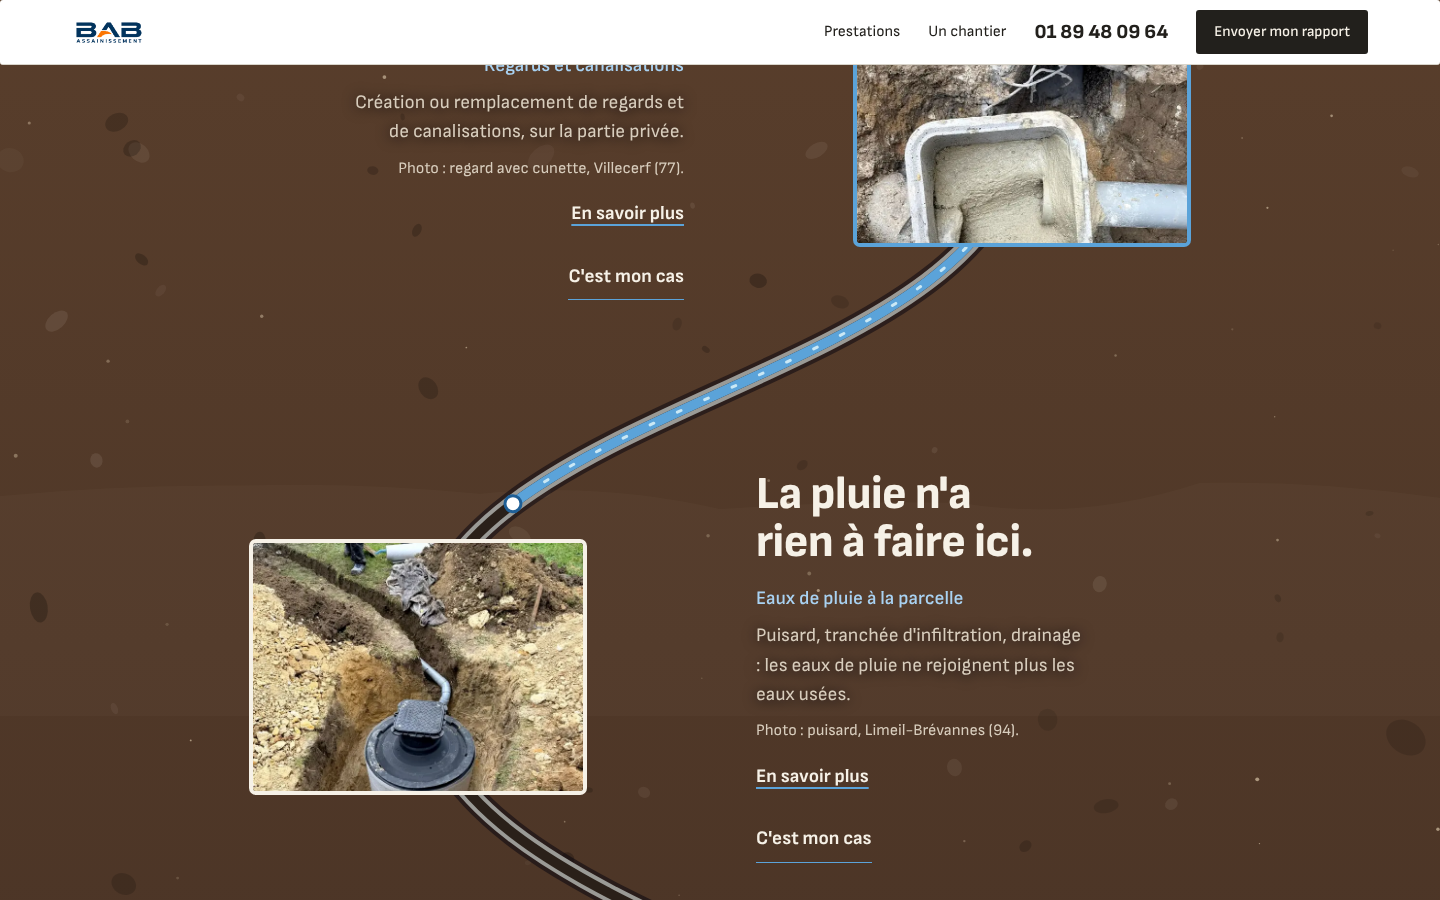 BAB
ASSAINISSEMENT
Prestations
Un chantier
01 89 48 09 64
Envoyer mon rapport
Regards et canalisations
Création ou remplacement de regards et
de canalisations, sur la partie privée.
Photo : regard avec cunette, Villecerf (77).
En savoir plus
C'est mon cas
La pluie n'a
rien à faire ici.
Eaux de pluie à la parcelle
Puisard, tranchée d'infiltration, drainage
: les eaux de pluie ne rejoignent plus les
eaux usées.
Photo : puisard, Limeil-Brévannes (94).
En savoir plus
C'est mon cas